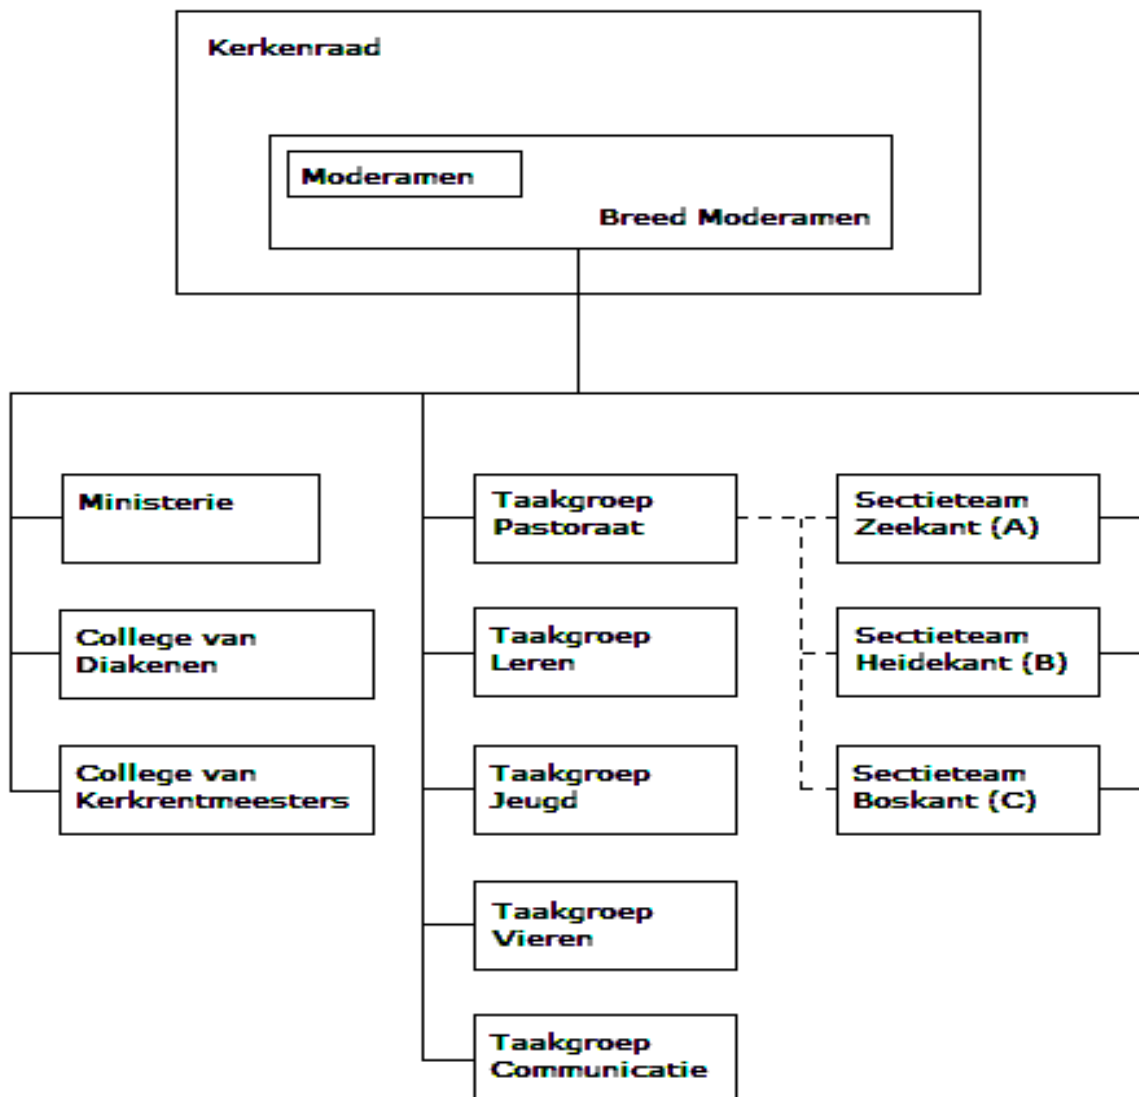 Kerkenraad
Moderamen
Breed Moderamen
Ministerie
College van
Diakenen
College van
Kerkrentmeesters
Taakgroep
Pastoraat
Taakgroep
Leren
Taakgroep
Jeugd
Taakgroep
Vieren
Taakgroep
Communicatie
Sectieteam
Zeekant (A)
Sectieteam
Heidekant (B)
Sectieteam
Boskant (C)